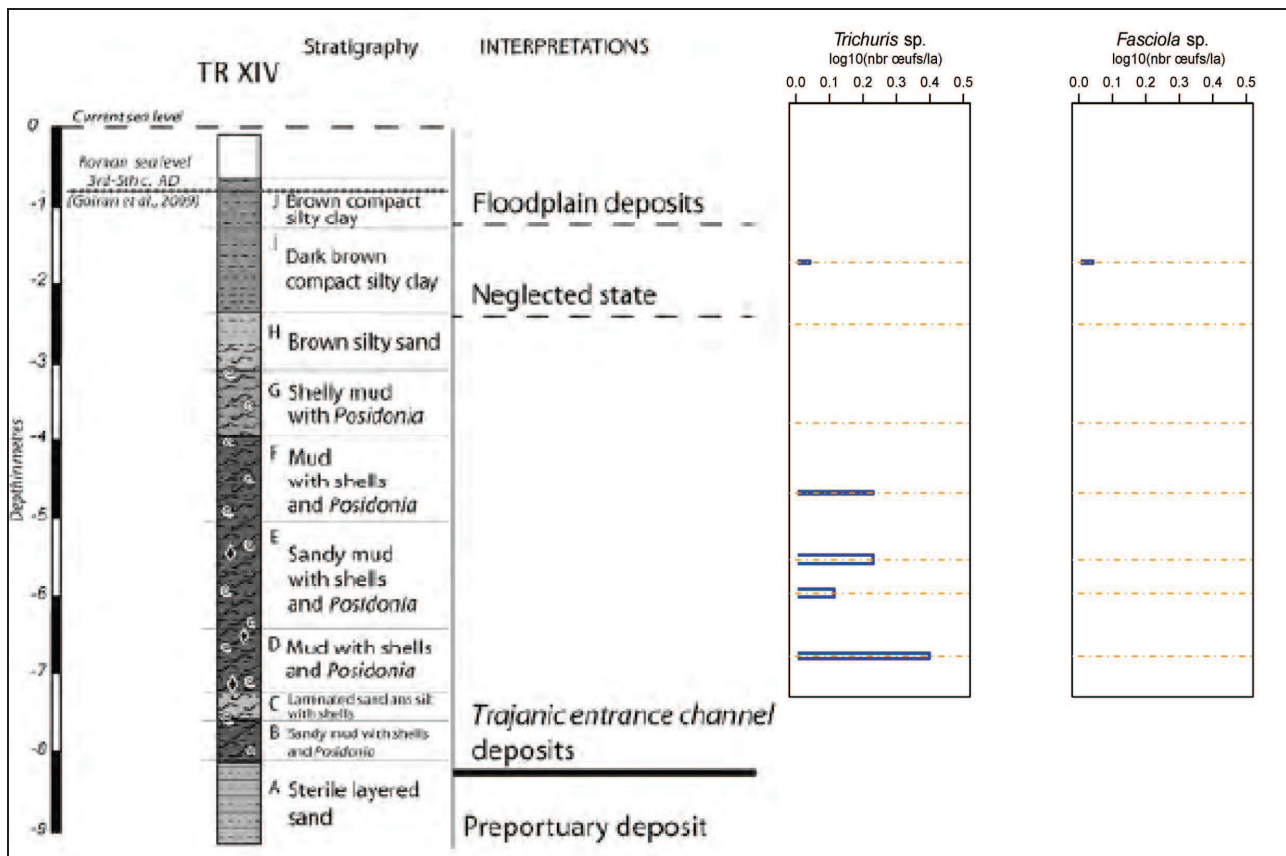 Stratigraphy INTERPRETATIONS
TR XIV
Trichuris sp.
log10(nbr œufs/la)
0.0 0.1 0.2 0.3 0.4 0.5
Fasciola sp.
log10(nbr œufs/la)
0.0 0.1 0.2 0.3 0.4 0.5
Current sea level
Roman sea level
3rd-5th c. AD
(Goiran et al., 2009)
Depth in metres
0
-1
-2
-3
-4
-5
-6
-7
-8
-9
J Brown compact
silty clay
I
Dark brown
compact silty clay
H
Brown silty sand
G Shelly mud
with Posidonia
F
Mud
with shells
and Posidonia
E
Sandy mud
with shells
and Posidonia
D Mud with shells
and Posidonia
C Laminated sand ans silt
with shells
B Sandy mud with shells
and Posidonia
A Sterile layered
sand
Floodplain deposits
Neglected state
Trajanic entrance channel
deposits
Preportuary deposit